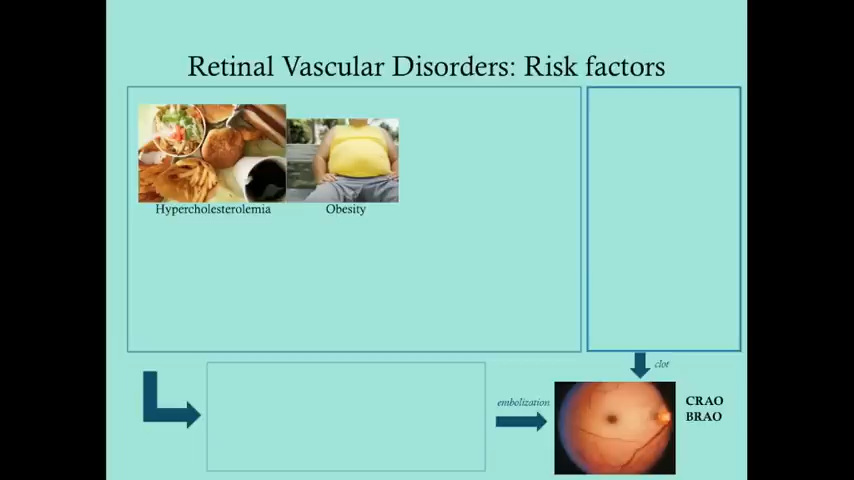 Retinal Vascular Disorders: Risk factors
Hypercholesterolemia
Obesity
clot
embolization
CRAO
BRAO